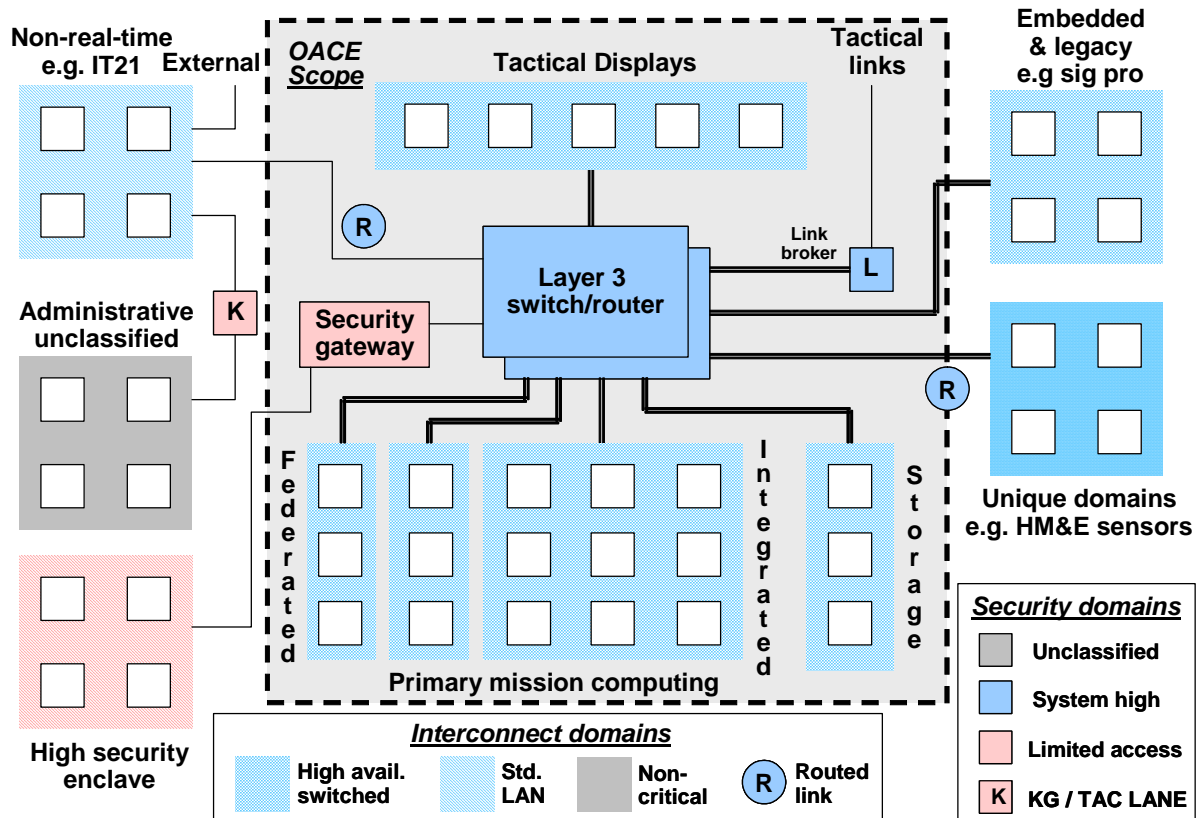 Non-real-time
e.g. IT21
External
OACE
Scope
Tactical Displays
Tactical
links
Embedded
& legacy
e.g sig pro
R
Link
broker
L
Layer 3
switch/router
K
Security
gateway
Administrative
unclassified
R
Federated
Integrated
Storage
Unique domains
e.g. HM&E sensors
Primary mission computing
High security
enclave
Interconnect domains
High avail.
switched
Std.
LAN
Non-
critical
R
Routed
link
Security domains
Unclassified
System high
Limited access
K
KG / TAC LANE